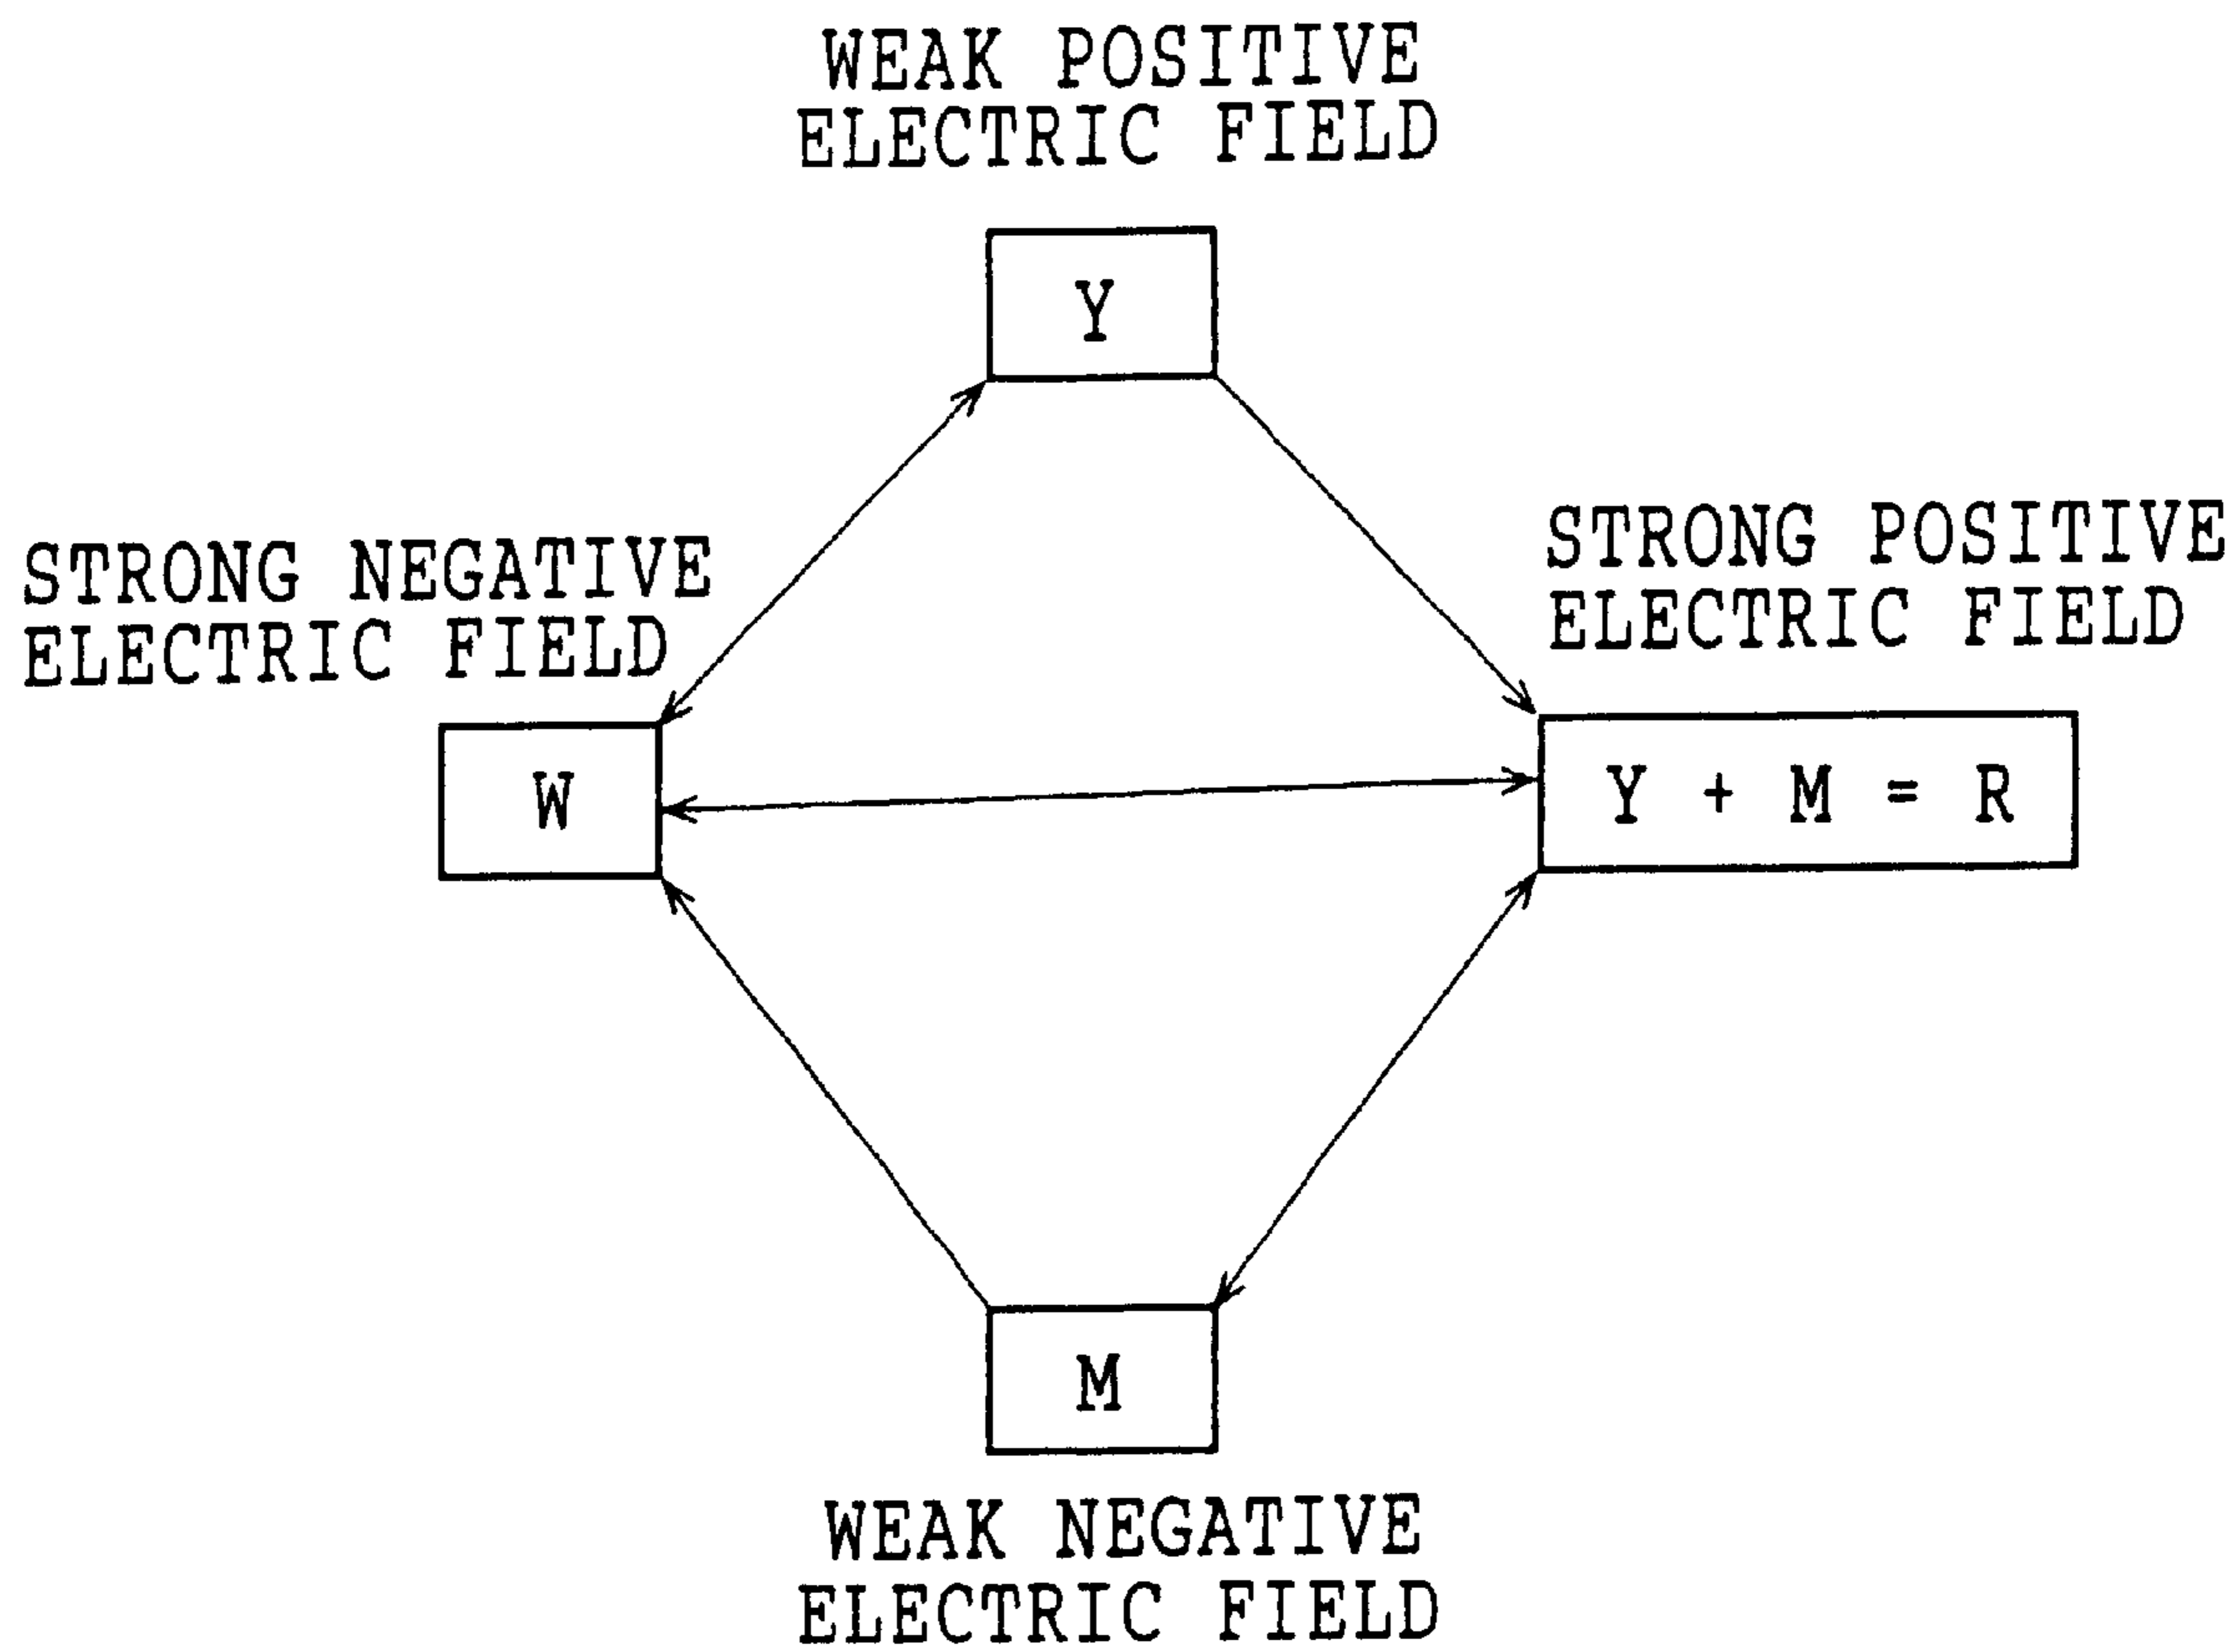 WEAK POSITIVE
ELECTRIC FIELD
Y
STRONG NEGATIVE
ELECTRIC FIELD
STRONG POSITIVE
ELECTRIC FIELD
W
Y + M = R
M
WEAK NEGATIVE
ELECTRIC FIELD